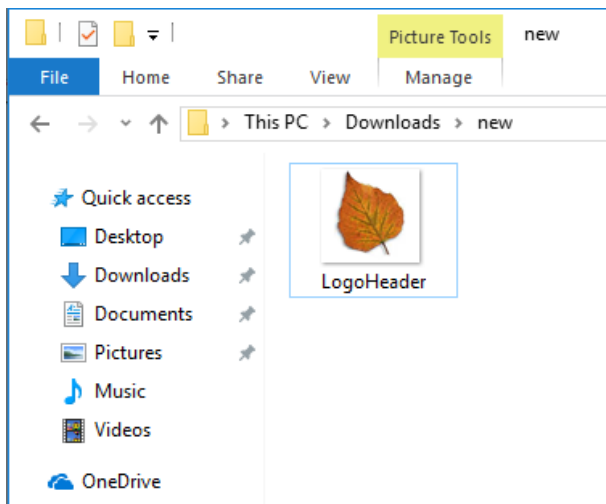 Picture Tools new
File Home Share View Manage
This PC Downloads new
Quick access
Desktop
Downloads
Documents
Pictures
Music
Videos
OneDrive
LogoHeader